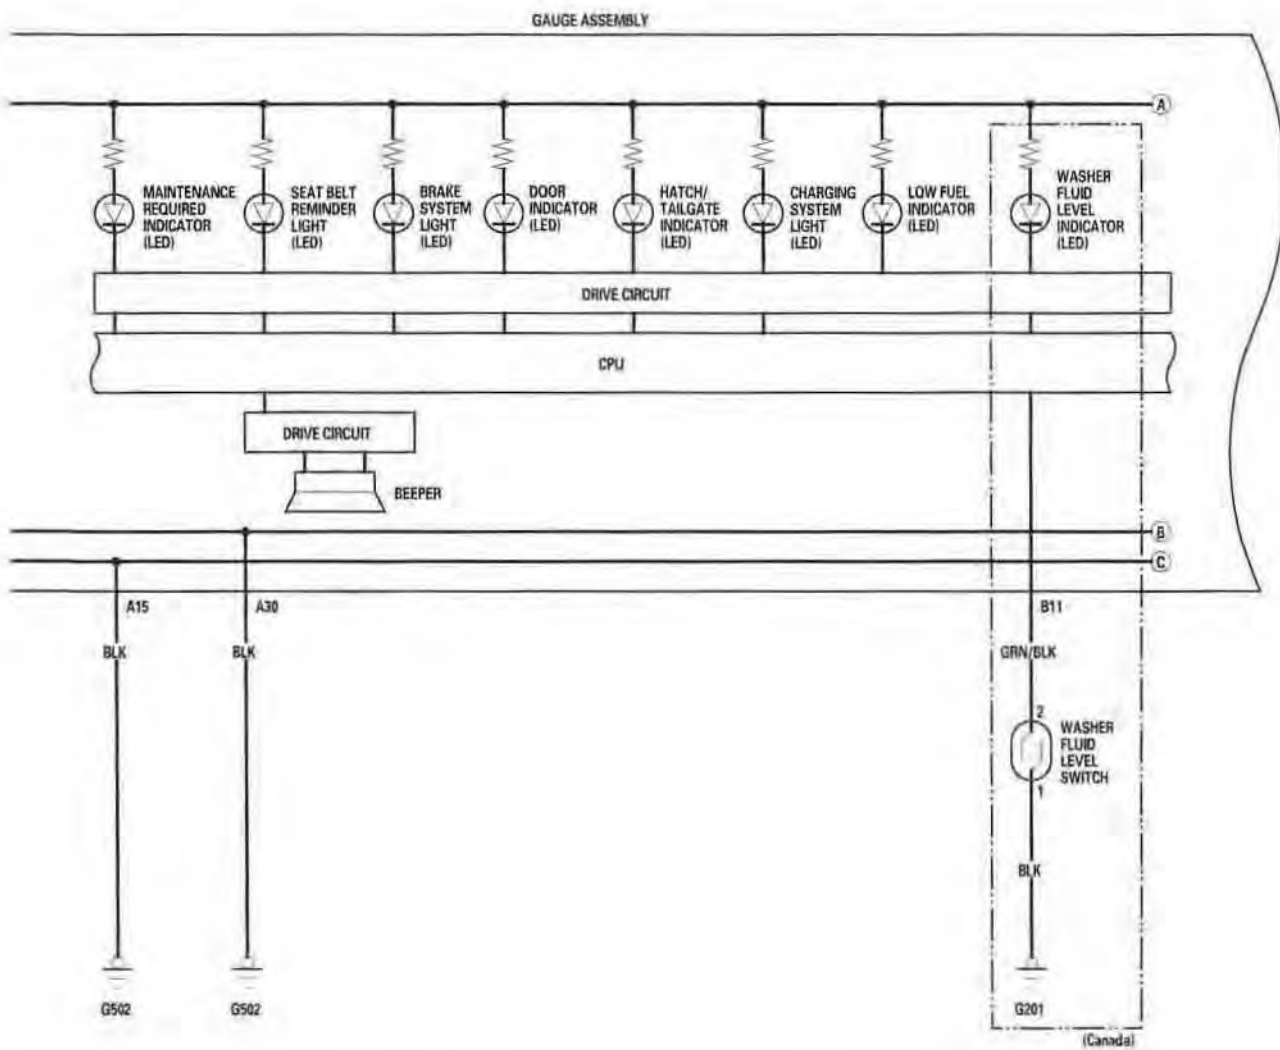 GAUGE ASSEMBLY
A
MAINTENANCE
REQUIRED
INDICATOR
(LED)
SEAT BELT
REMINDER
LIGHT
(LED)
BRAKE
SYSTEM
LIGHT
(LED)
DOOR
INDICATOR
(LED)
HATCH/
TAILGATE
INDICATOR
(LED)
CHARGING
SYSTEM
LIGHT
(LED)
LOW FUEL
INDICATOR
(LED)
WASHER
FLUID
LEVEL
INDICATOR
(LED)
DRIVE CIRCUIT
CPU
DRIVE CIRCUIT
BEEPER
B
C
A15
A30
B11
BLK
BLK
GRN/BLK
2
WASHER
FLUID
LEVEL
SWITCH
1
BLK
G502
G502
G201
(Canada)